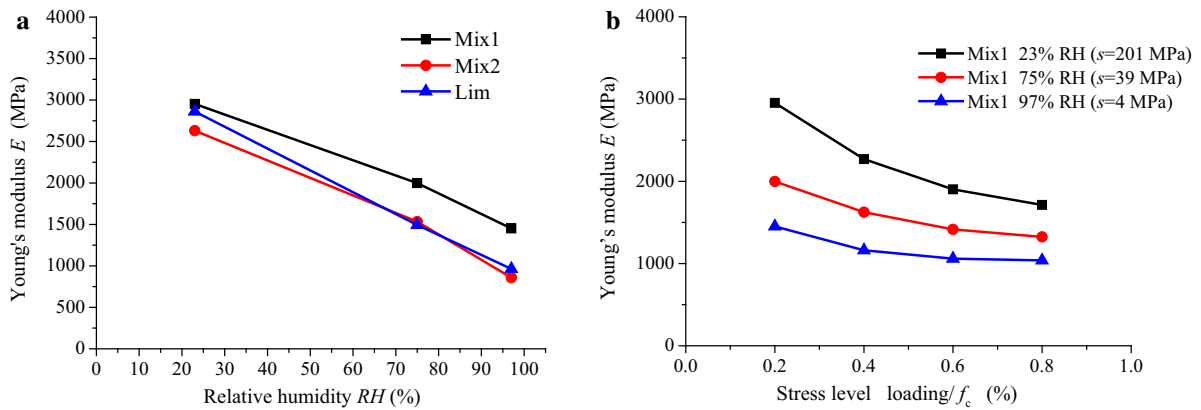 a
4000
3500
3000
2500
2000
1500
1000
500
0
Young's modulus E (MPa)
Mix1
Mix2
Lim
0 10 20 30 40 50 60 70 80 90 100
Relative humidity RH (%)
b
4000
3000
2000
1000
0
Young's modulus E (MPa)
Mix1 23% RH (s=201 MPa)
Mix1 75% RH (s=39 MPa)
Mix1 97% RH (s=4 MPa)
0.0 0.2 0.4 0.6 0.8 1.0
Stress level loading/fc (%)